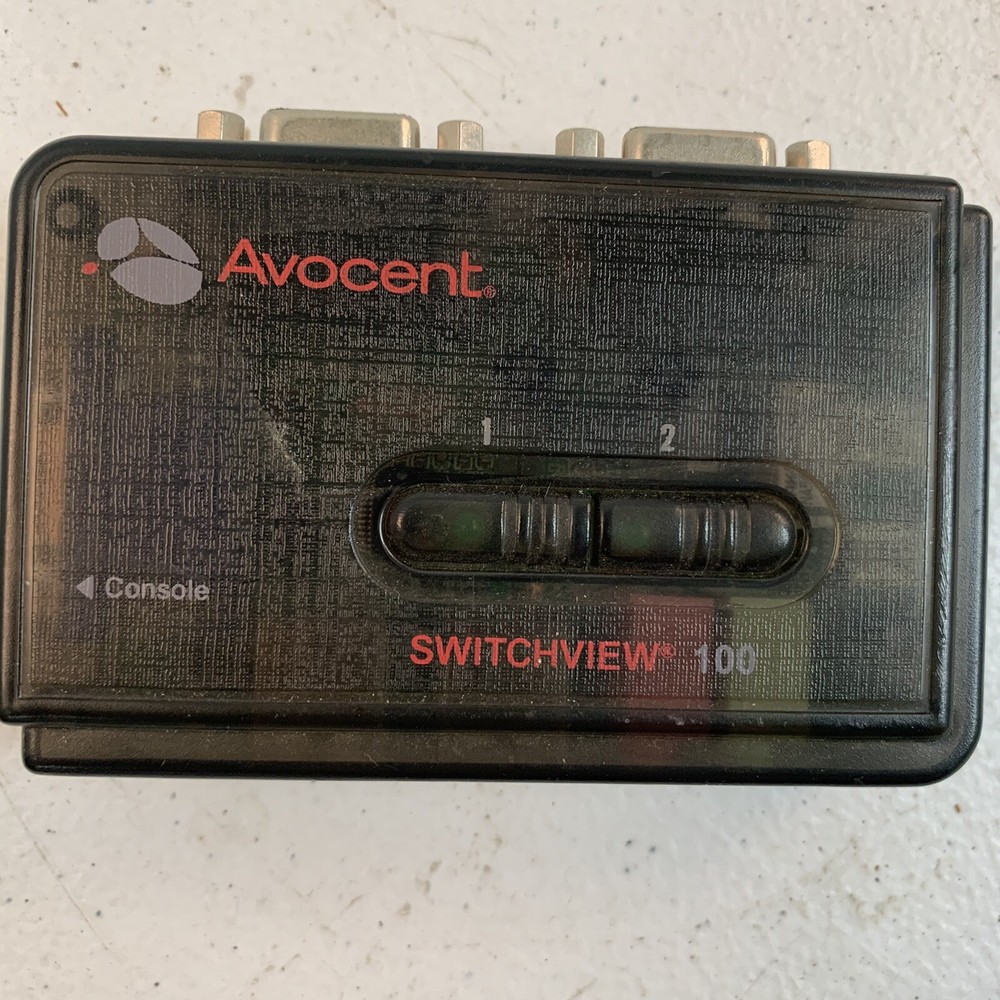 Avocent®
1 2
Console
SWITCHVIEW® 100